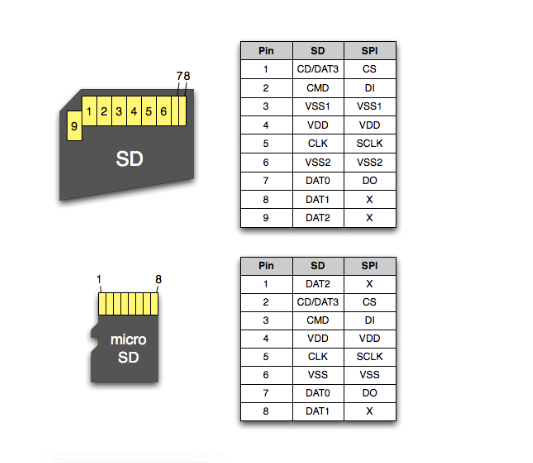 78
1 2 3 4 5 6
9
SD
Pin SD SPI
1 CD/DAT3 CS
2 CMD DI
3 VSS1 VSS1
4 VDD VDD
5 CLK SCLK
6 VSS2 VSS2
7 DAT0 DO
8 DAT1 X
9 DAT2 X
1 8
micro
SD
Pin SD SPI
1 DAT2 X
2 CD/DAT3 CS
3 CMD DI
4 VDD VDD
5 CLK SCLK
6 VSS VSS
7 DAT0 DO
8 DAT1 X